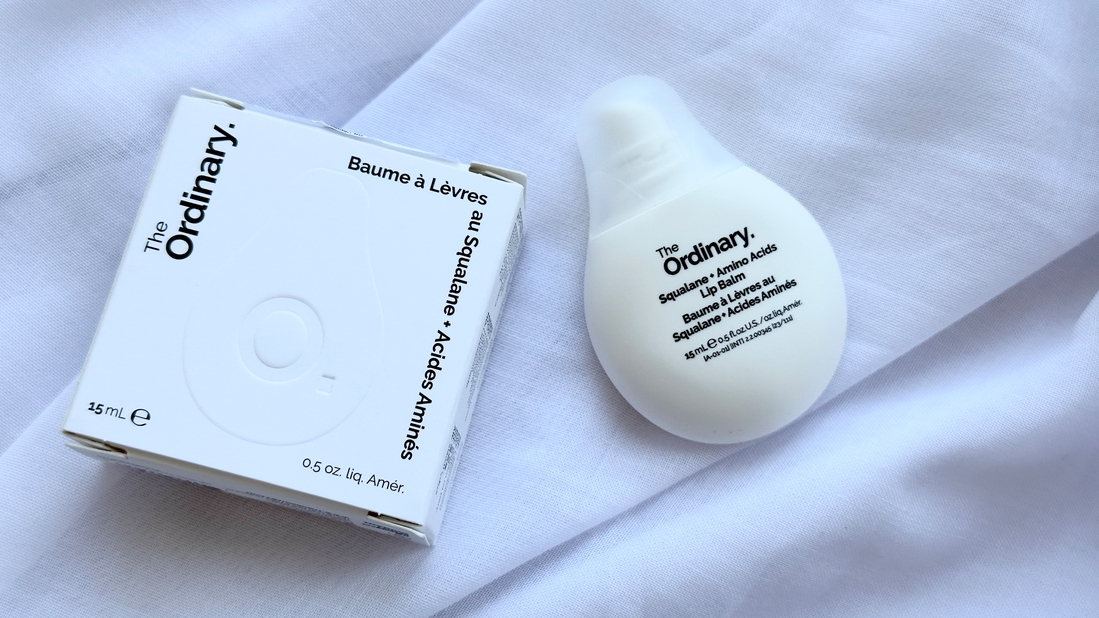 The
Ordinary.
Baume à Lèvres
au Squalane + Acides Aminés
15 mL ℮
0.5 oz. liq. Amér.
The
Ordinary.
Squalane + Amino Acids
Lip Balm
Baume à Lèvres au
Squalane + Acides Aminés
15 mL ℮ 0.5 fl.oz U.S. / oz.liq.Amér.